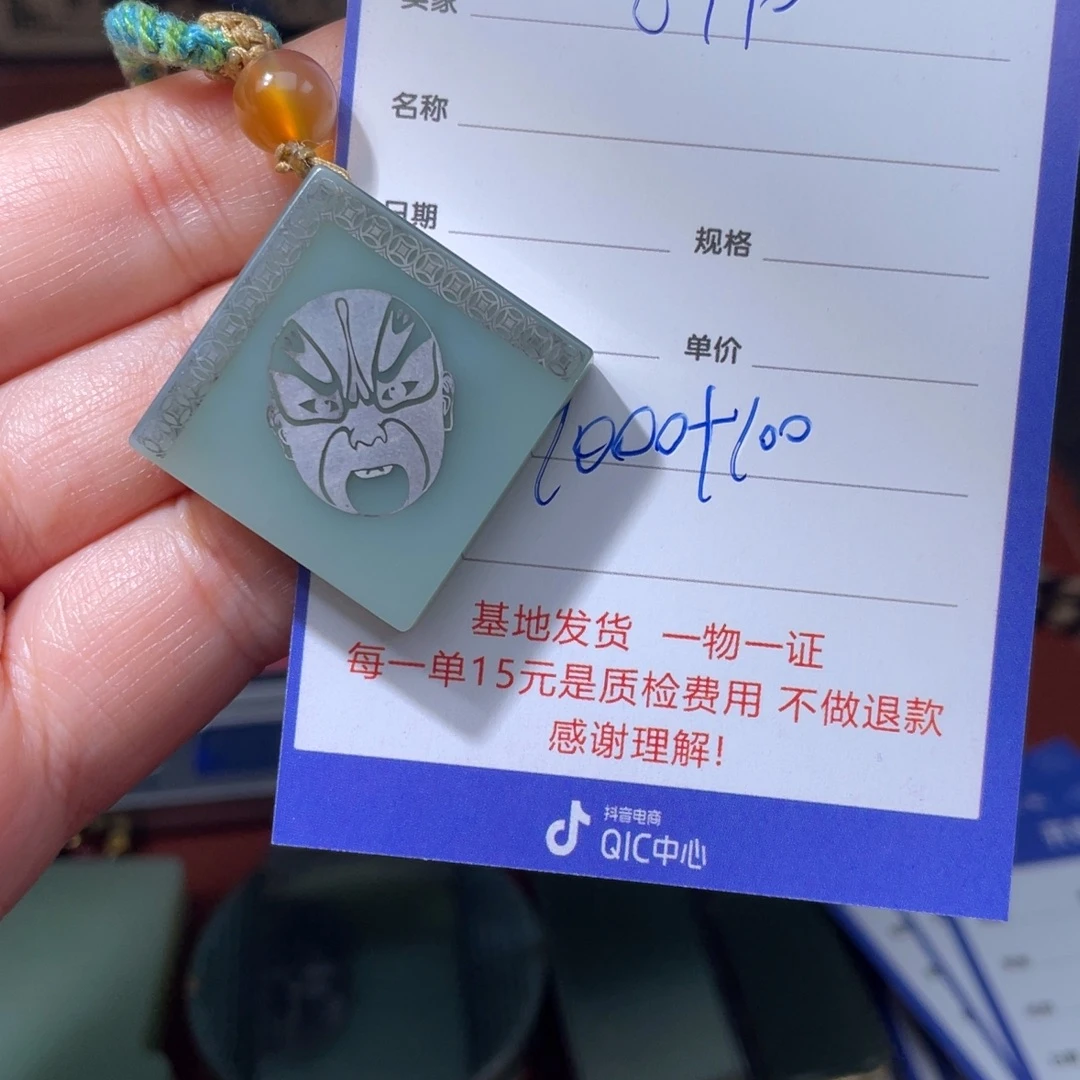 名称
日期 规格
单价
1000+100
基地发货 一物一证
每一单15元是质检费用 不做退款
感谢理解!
抖音电商
QIC中心